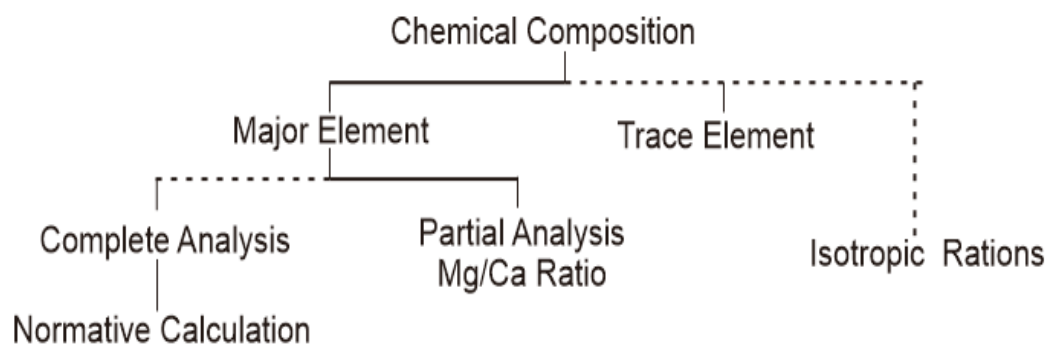 Chemical Composition
Major Element
Trace Element
Complete Analysis
Partial Analysis
Mg/Ca Ratio
Isotropic Rations
Normative Calculation